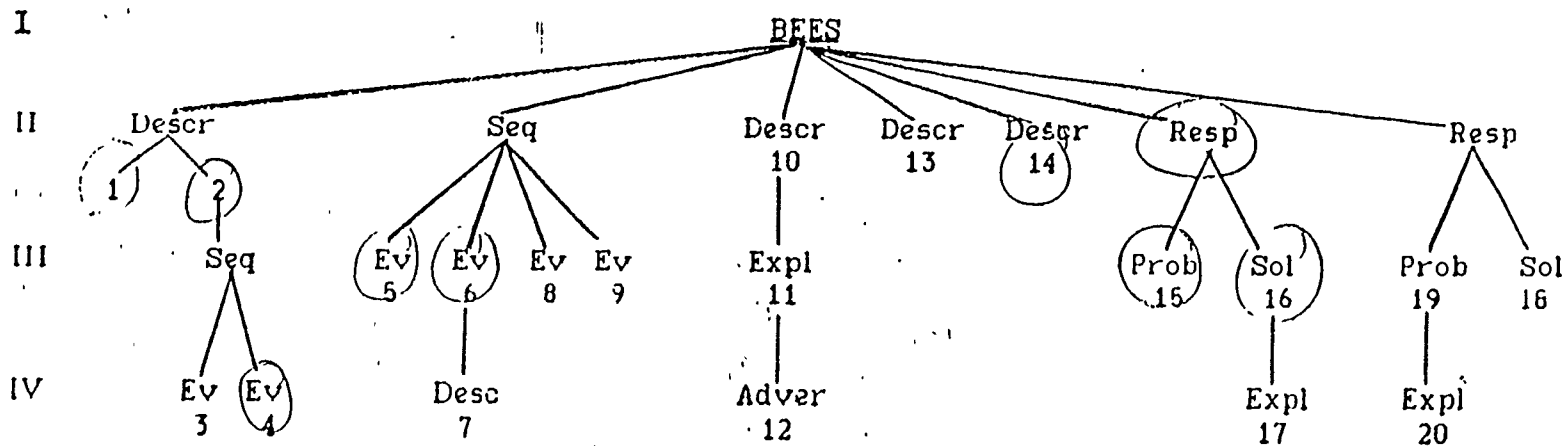 I BEES
II Descr Seq Descr Descr Descr Resp Resp
10 13 14
1 2
III Seq Ev Ev Ev Ev Expl Prob Sol Prob Sol
5 6 8 9 11 15 16 19 18
IV Ev Ev Desc Adver Expl Expl
3 4 7 12 17 20